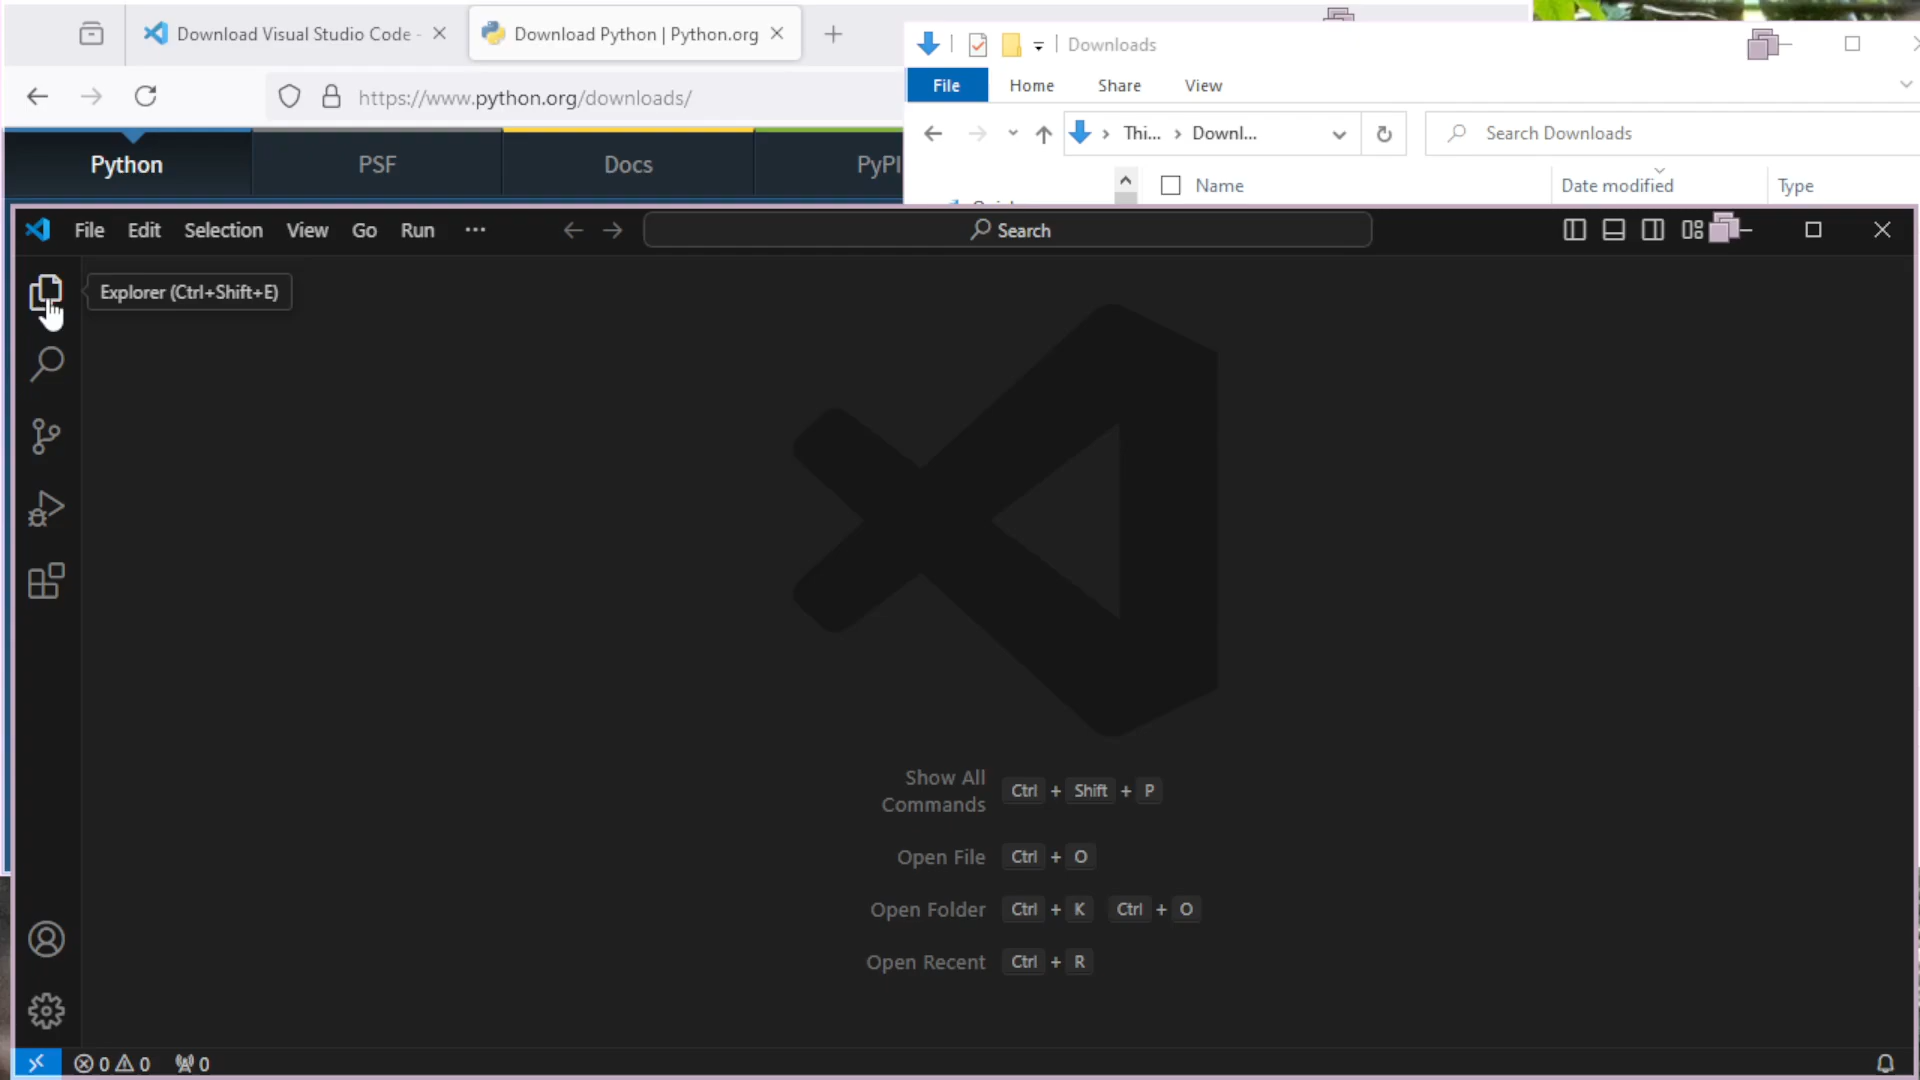 Download Visual Studio Code -
Download Python | Python.org
https://www.python.org/downloads/
Python
PSF
Docs
PyPI
Downloads
File
Home
Share
View
Thi...
Downl...
Search Downloads
Name
Date modified
Type
File
Edit
Selection
View
Go
Run
Search
Explorer (Ctrl+Shift+E)
Show All
Commands
Ctrl + Shift + P
Open File
Ctrl + O
Open Folder
Ctrl + K Ctrl + O
Open Recent
Ctrl + R
0
0
0